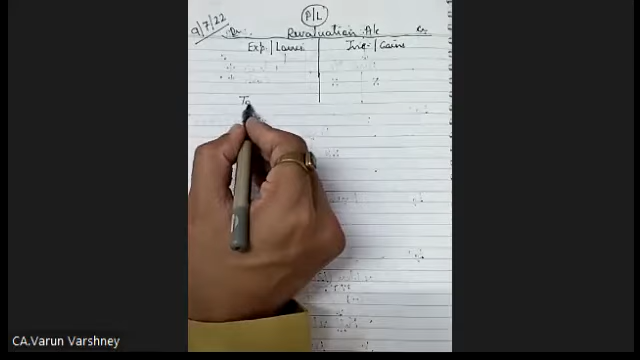 9/7/22
P|L
Dr. Revaluation A/c Cr.
Exp. | Losses Inc. | Gains
To
CA.Varun Varshney